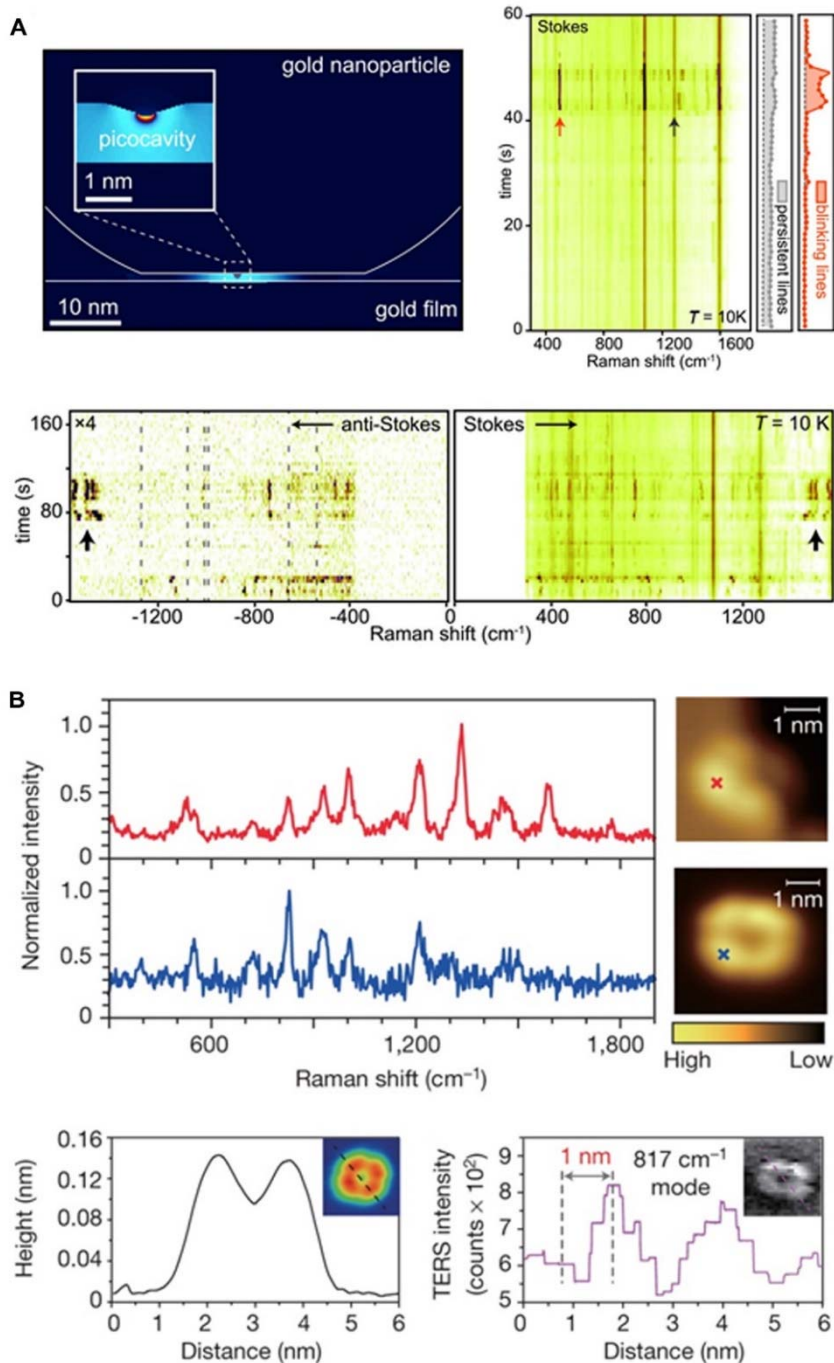 A
gold nanoparticle
picocavity
1 nm
10 nm
gold film
Stokes
60
40
20
0
time (s)
T = 10K
400
800
1200
1600
Raman shift (cm⁻¹)
persistent lines
blinking lines
×4
anti-Stokes
Stokes
T = 10 K
160
80
0
time (s)
-1200
-800
-400
0
0
400
800
1200
Raman shift (cm⁻¹)
B
1.0
0.5
0
1.0
0.5
0
Normalized intensity
600
1,200
1,800
Raman shift (cm⁻¹)
1 nm
1 nm
High
Low
0.16
0.12
0.08
0.04
0
Height (nm)
0
1
2
3
4
5
6
Distance (nm)
9
8
7
6
5
TERS intensity
(counts × 10²)
1 nm
817 cm⁻¹
mode
0
1
2
3
4
5
6
Distance (nm)